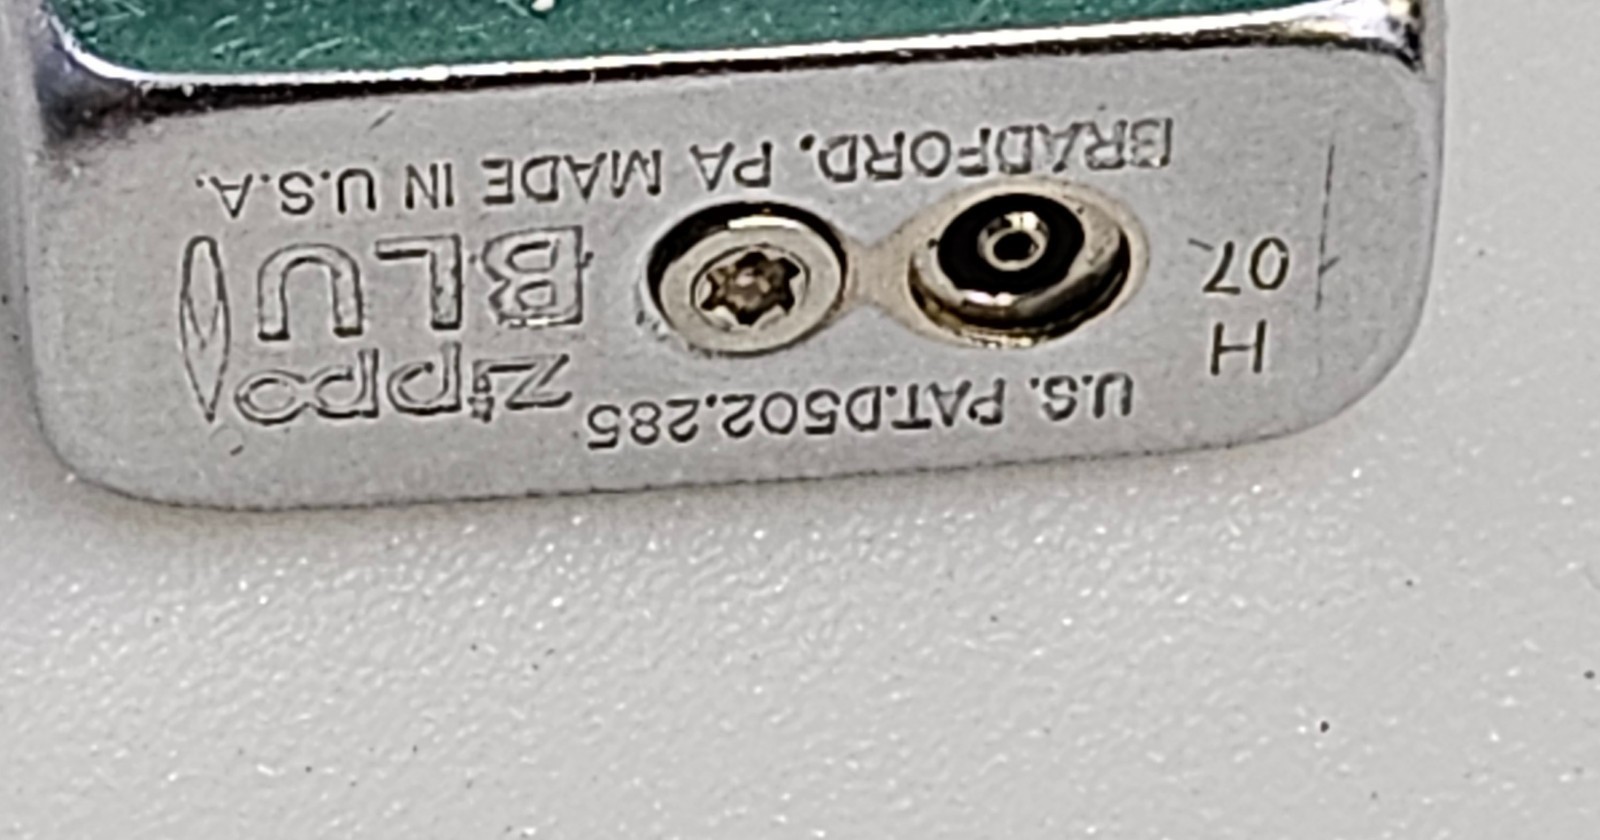 H
07
U.S. PAT.D502.285
BRADFORD, PA MADE IN U.S.A.
zippo
BLU